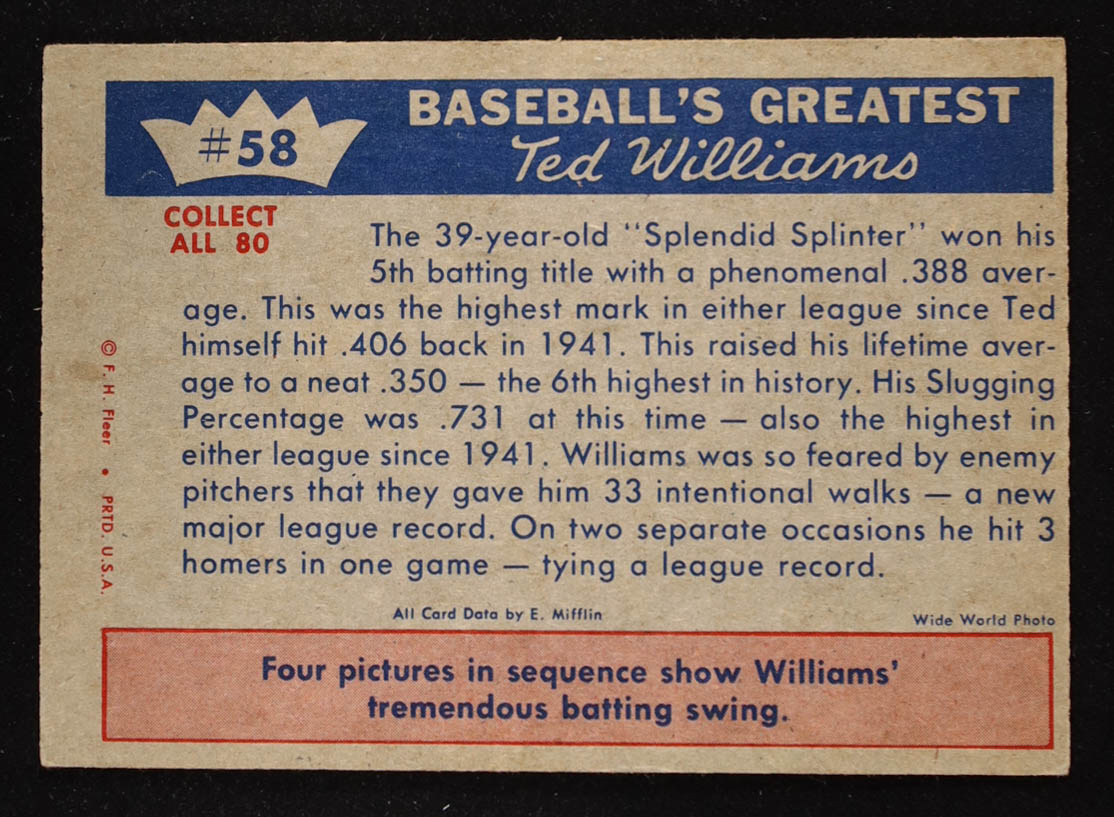 #58
BASEBALL'S GREATEST
Ted Williams
COLLECT
ALL 80
The 39-year-old "Splendid Splinter" won his
5th batting title with a phenomenal .388 aver-
age. This was the highest mark in either league since Ted
himself hit .406 back in 1941. This raised his lifetime aver-
age to a neat .350 — the 6th highest in history. His Slugging
Percentage was .731 at this time — also the highest in
either league since 1941. Williams was so feared by enemy
pitchers that they gave him 33 intentional walks — a new
major league record. On two separate occasions he hit 3
homers in one game — tying a league record.
© F. H. Fleer • PRTD. U.S.A.
All Card Data by E. Mifflin
Wide World Photo
Four pictures in sequence show Williams'
tremendous batting swing.